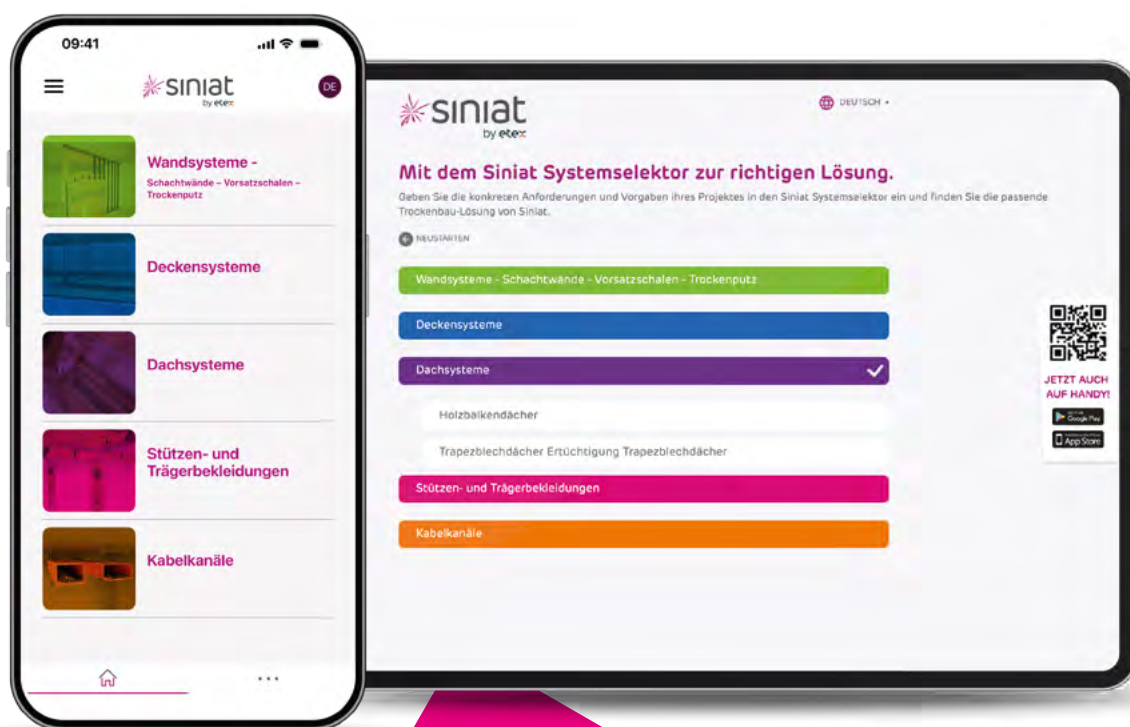 09:41
siniat
by etex
DE
Wandsysteme -
Schachtwände – Vorsatzschalen –
Trockenputz
Deckensysteme
Dachsysteme
Stützen- und
Trägerbekleidungen
Kabelkanäle
siniat
by etex
DEUTSCH
Mit dem Siniat Systemselektor zur richtigen Lösung.
Geben Sie die konkreten Anforderungen und Vorgaben ihres Projektes in den Siniat Systemselektor ein und finden Sie die passende
Trockenbau-Lösung von Siniat.
NEUSTARTEN
Wandsysteme - Schachtwände - Vorsatzschalen - Trockenputz
Deckensysteme
Dachsysteme
Holzbalkendächer
Trapezblechdächer Ertüchtigung Trapezblechdächer
Stützen- und Trägerbekleidungen
Kabelkanäle
JETZT AUCH
AUF HANDY!
Google Play
App Store